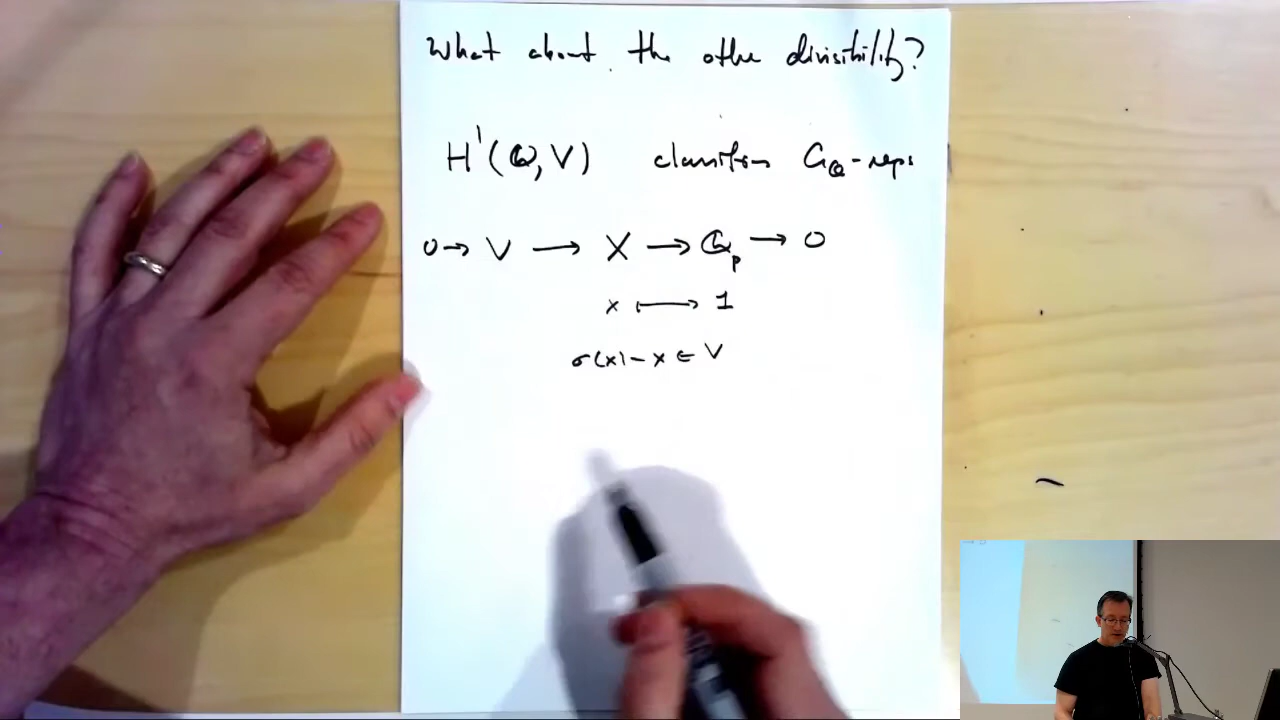 What about the other divisibility?
H¹(ℚ, V) classifies G_ℚ-reps
0 → V → X → ℚ_p → 0
x ⟼ 1
σ(x) - x ∈ V